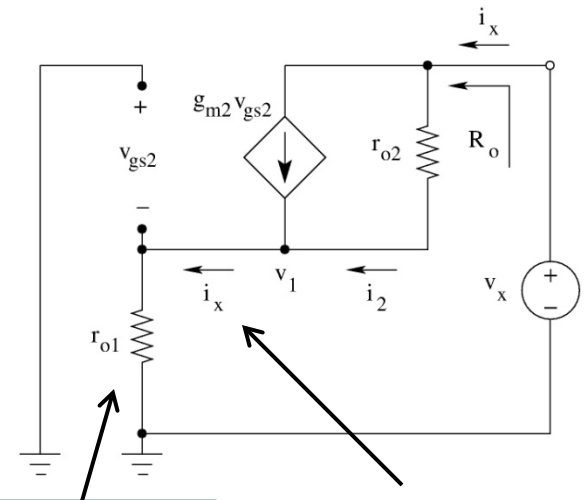 i_x
+
g_m2 v_gs2
v_gs2
r_o2
R_o
−
i_x
v_1
i_2
v_x
+
−
r_o1